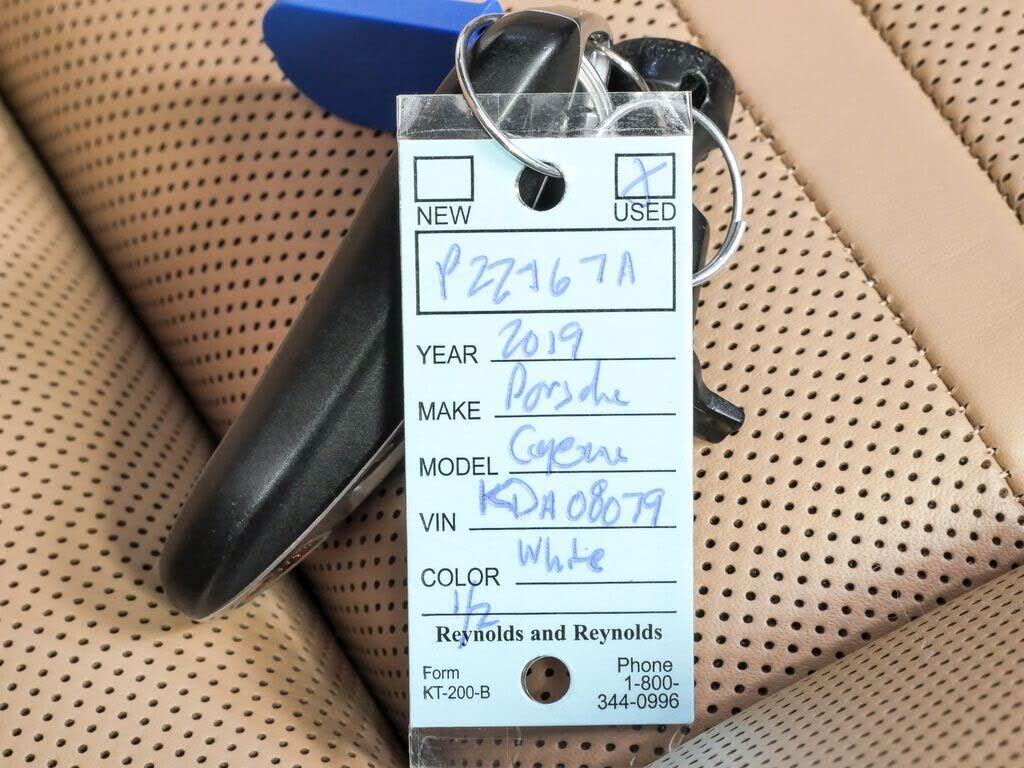 X
NEW USED
P22767A
YEAR 2019
MAKE Porsche
MODEL Cayenne
VIN KDA08079
COLOR White
1/2
Reynolds and Reynolds
Form
KT-200-B
Phone
1-800-
344-0996